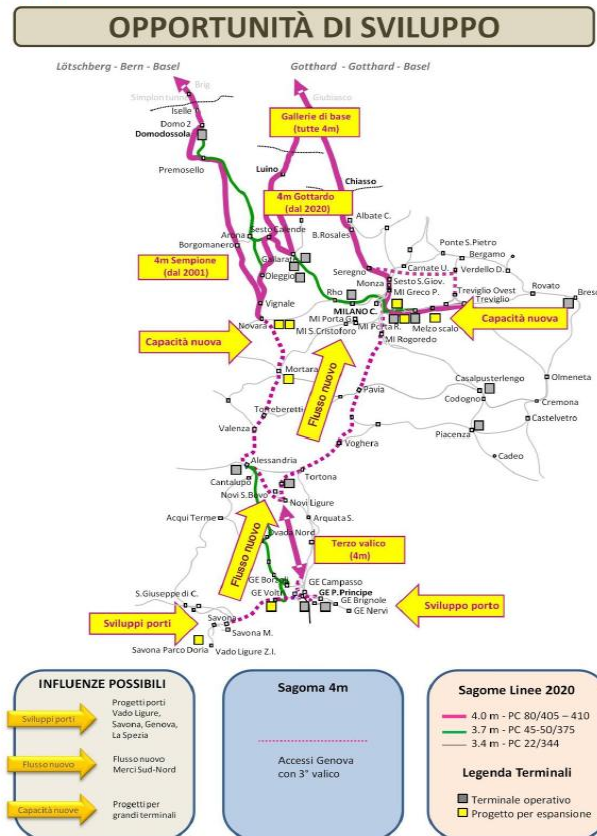 OPPORTUNITÀ DI SVILUPPO
Lötschberg - Bern - Basel
Gotthard - Gotthard - Basel
Brig
Simplon tunnel
Iselle
Domo 2
Domodossola
Premosello
Giubiasco
Gallerie di base
(tutte 4m)
Luino
Chiasso
4m Gottardo
(dal 2020)
Albate C.
B.Rosales
Arona
Sesto Calende
Borgomanero
4m Sempione
(dal 2001)
Gallarate
Oleggio
Ponte S.Pietro
Bergamo
Carnate U.
Verdello D.
Seregno
Monza
Sesto S.Giov.
MI Greco P.
Treviglio Ovest
Treviglio
Rovato
Rho
MILANO C.
Vignale
Novara
MI S.Cristoforo
MI Porta G.
MI Porta R.
Melzo scalo
MI Rogoredo
Capacità nuova
Capacità nuova
Mortara
Flusso nuovo
Pavia
Casalpusterlengo
Codogno
Olmeneta
Cremona
Castelvetro
Torreberetti
Valenza
Voghera
Piacenza
Cadeo
Alessandria
Cantalupo
Tortona
Novi S.Bovo
Novi Ligure
Acqui Terme
Arquata S.
Flusso nuovo
Ovada Nord
Terzo valico
(4m)
GE Borzoli
GE Campasso
GE P.Principe
GE Voltri
GE Brignole
GE Nervi
Sviluppo porto
S.Giuseppe di C.
Sviluppi porti
Savona
Savona M.
Savona Parco Doria
Vado Ligure Z.I.
INFLUENZE POSSIBILI
Sviluppi porti
Progetti porti
Vado Ligure,
Savona, Genova,
La Spezia
Flusso nuovo
Flusso nuovo
Merci Sud-Nord
Capacità nuove
Progetti per
grandi terminali
Sagoma 4m
Accessi Genova
con 3° valico
Sagome Linee 2020
4.0 m - PC 80/405 – 410
3.7 m - PC 45-50/375
3.4 m - PC 22/344
Legenda Terminali
Terminale operativo
Progetto per espansione